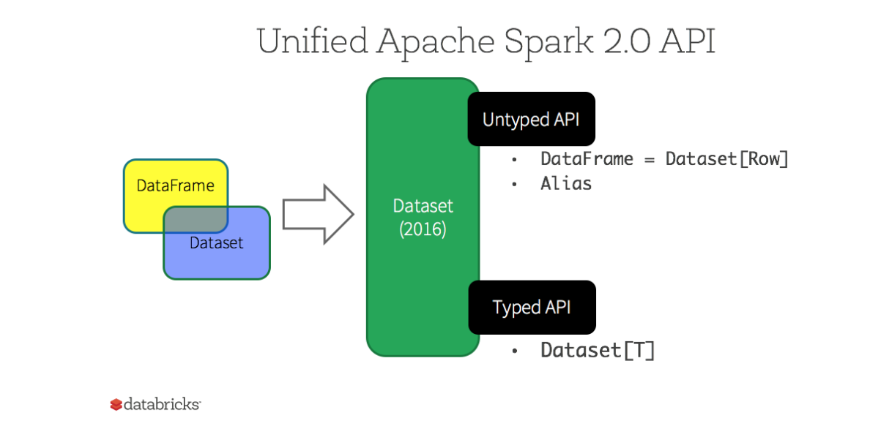 Unified Apache Spark 2.0 API
DataFrame
Dataset
Dataset
(2016)
Untyped API
• DataFrame = Dataset[Row]
• Alias
Typed API
• Dataset[T]
databricks